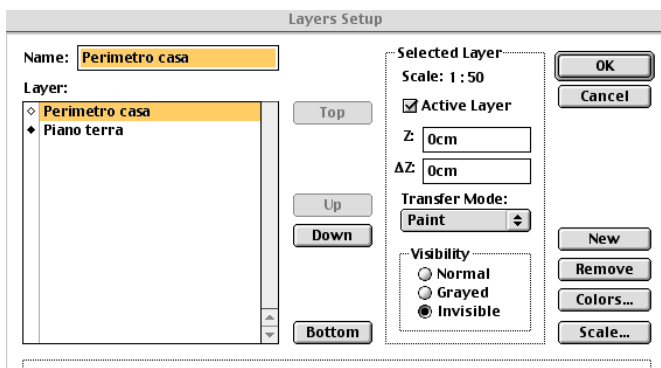 Layers Setup
Name: Perimetro casa
Layer:
Perimetro casa
Piano terra
Top
Up
Down
Bottom
Selected Layer
Scale: 1:50
Active Layer
Z: 0cm
ΔZ: 0cm
Transfer Mode:
Paint
Visibility
Normal
Grayed
Invisible
OK
Cancel
New
Remove
Colors...
Scale...